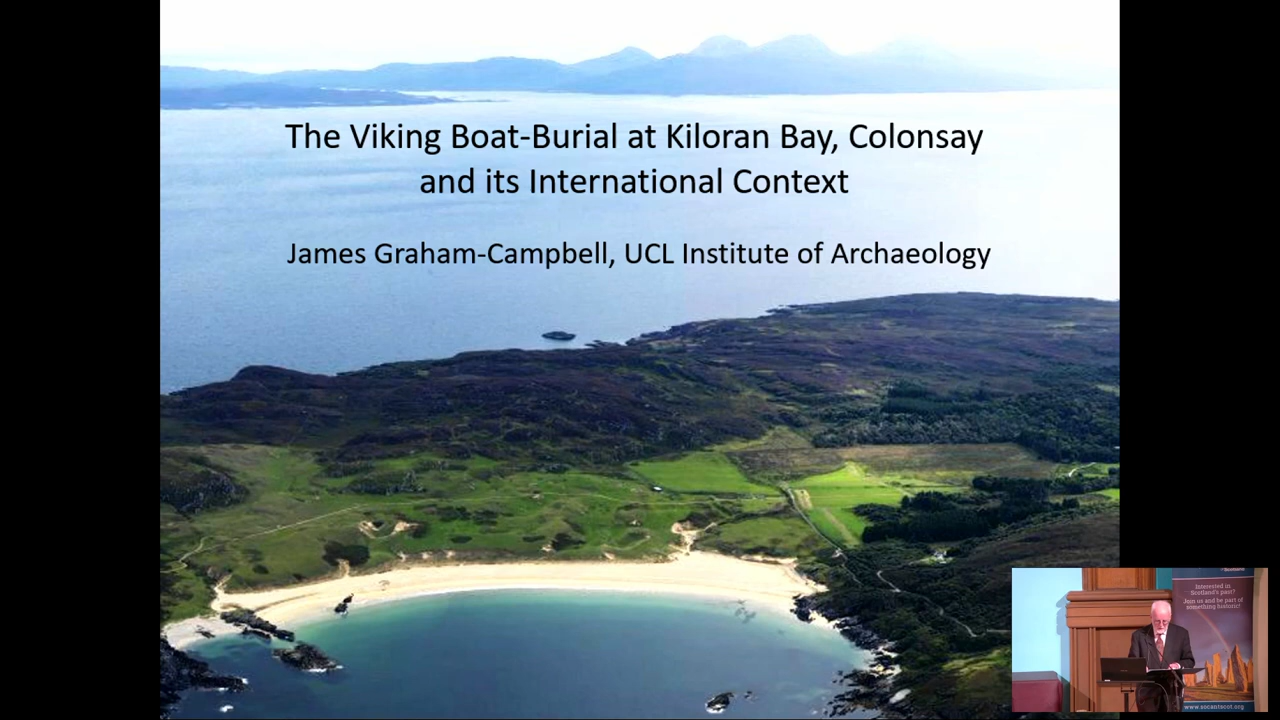 The Viking Boat-Burial at Kiloran Bay, Colonsay
and its International Context
James Graham-Campbell, UCL Institute of Archaeology
Interested in
Scotland's past?
Join us and be part of
something historic!
www.socantscot.org